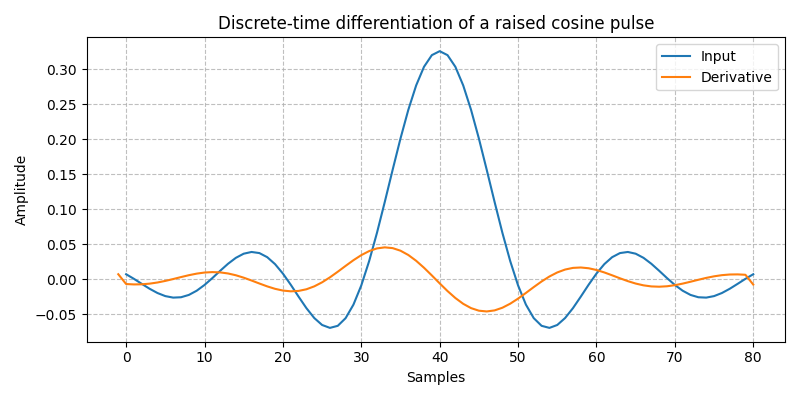 Discrete-time differentiation of a raised cosine pulse
Input
Derivative
Amplitude
0.30
0.25
0.20
0.15
0.10
0.05
0.00
−0.05
0 10 20 30 40 50 60 70 80
Samples